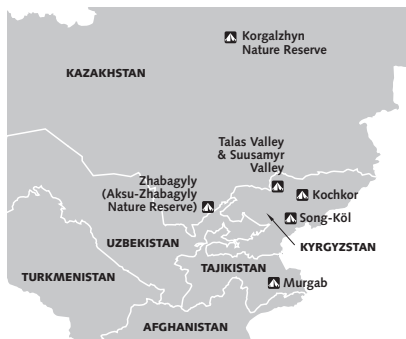 Korgalzhyn
Nature Reserve
KAZAKHSTAN
Talas Valley
& Suusamyr
Valley
Zhabagyly
(Aksu-Zhabagyly
Nature Reserve)
Kochkor
Song-Köl
UZBEKISTAN
KYRGYZSTAN
TURKMENISTAN
TAJIKISTAN
Murgab
AFGHANISTAN